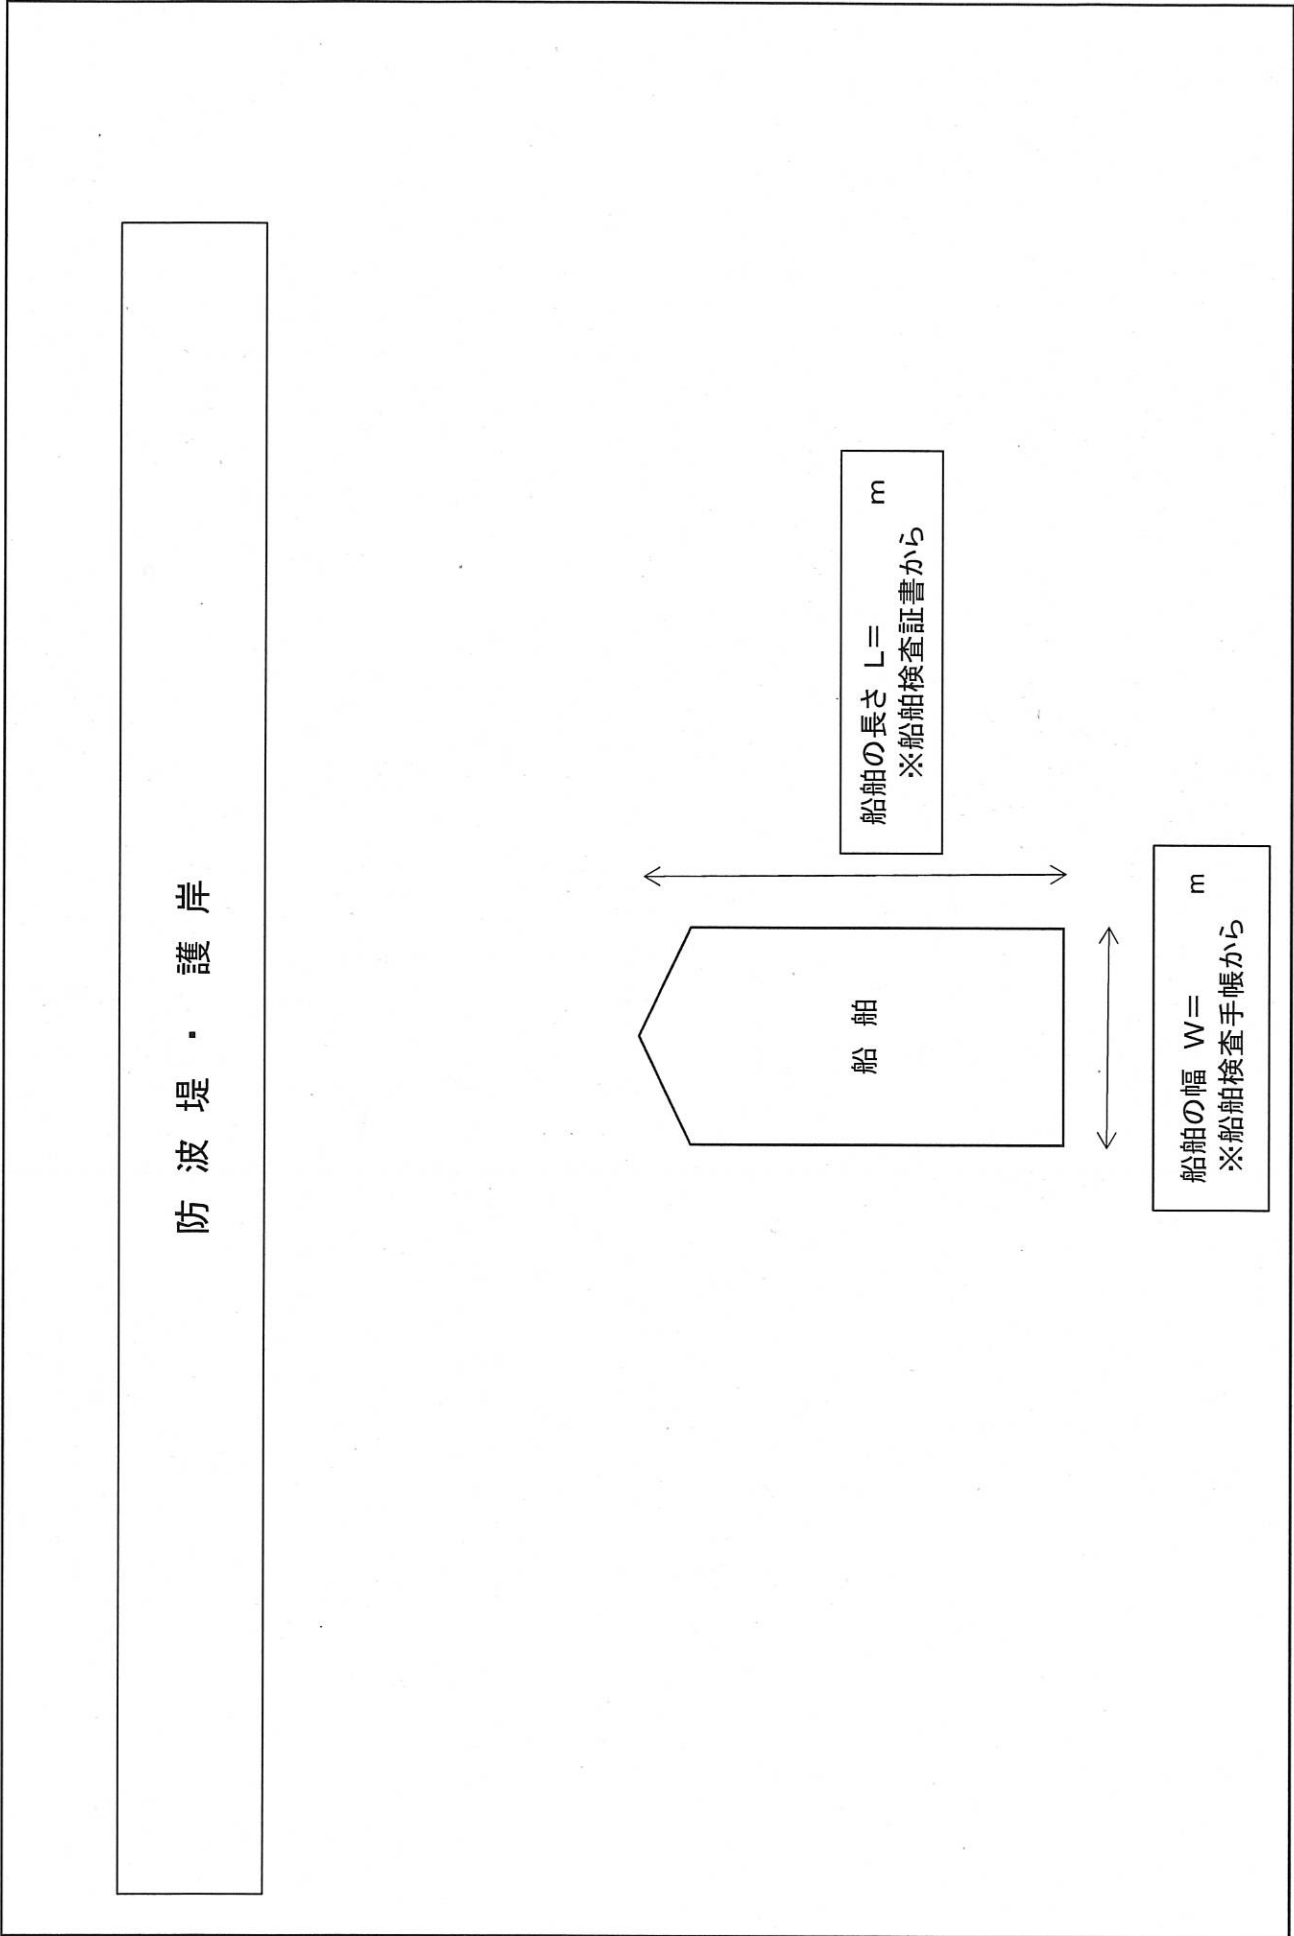 防波堤・護岸
船舶
船舶の長さ L= m
※船舶検査証書から
船舶の幅 W= m
※船舶検査手帳から